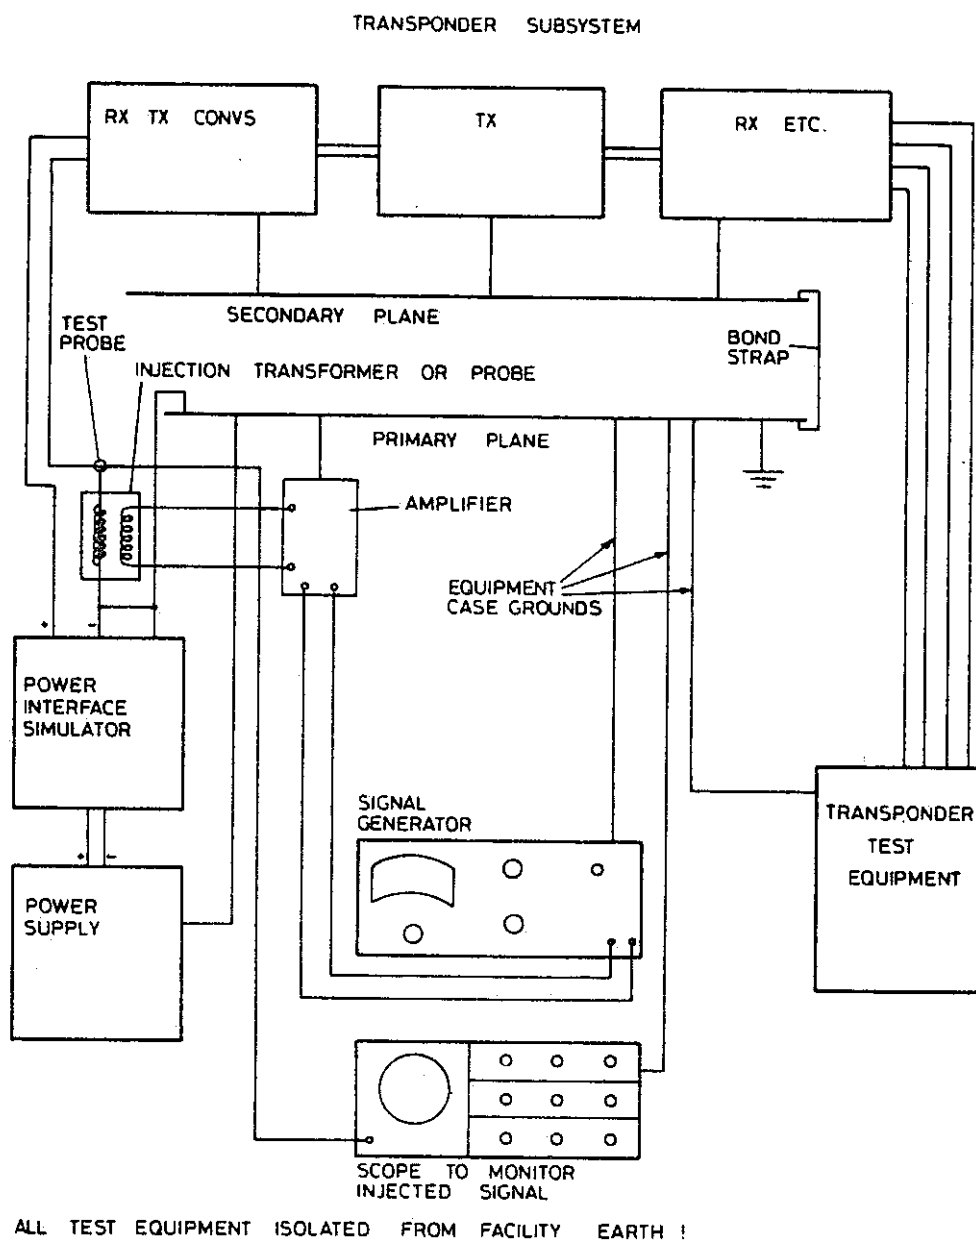 TRANSPONDER SUBSYSTEM
RX TX CONVS
TX
RX ETC.
SECONDARY PLANE
TEST
PROBE
BOND
STRAP
INJECTION TRANSFORMER OR PROBE
PRIMARY PLANE
AMPLIFIER
EQUIPMENT
CASE GROUNDS
+ -
POWER
INTERFACE
SIMULATOR
SIGNAL
GENERATOR
TRANSPONDER
TEST
EQUIPMENT
+ -
POWER
SUPPLY
SCOPE TO MONITOR
INJECTED SIGNAL
ALL TEST EQUIPMENT ISOLATED FROM FACILITY EARTH !